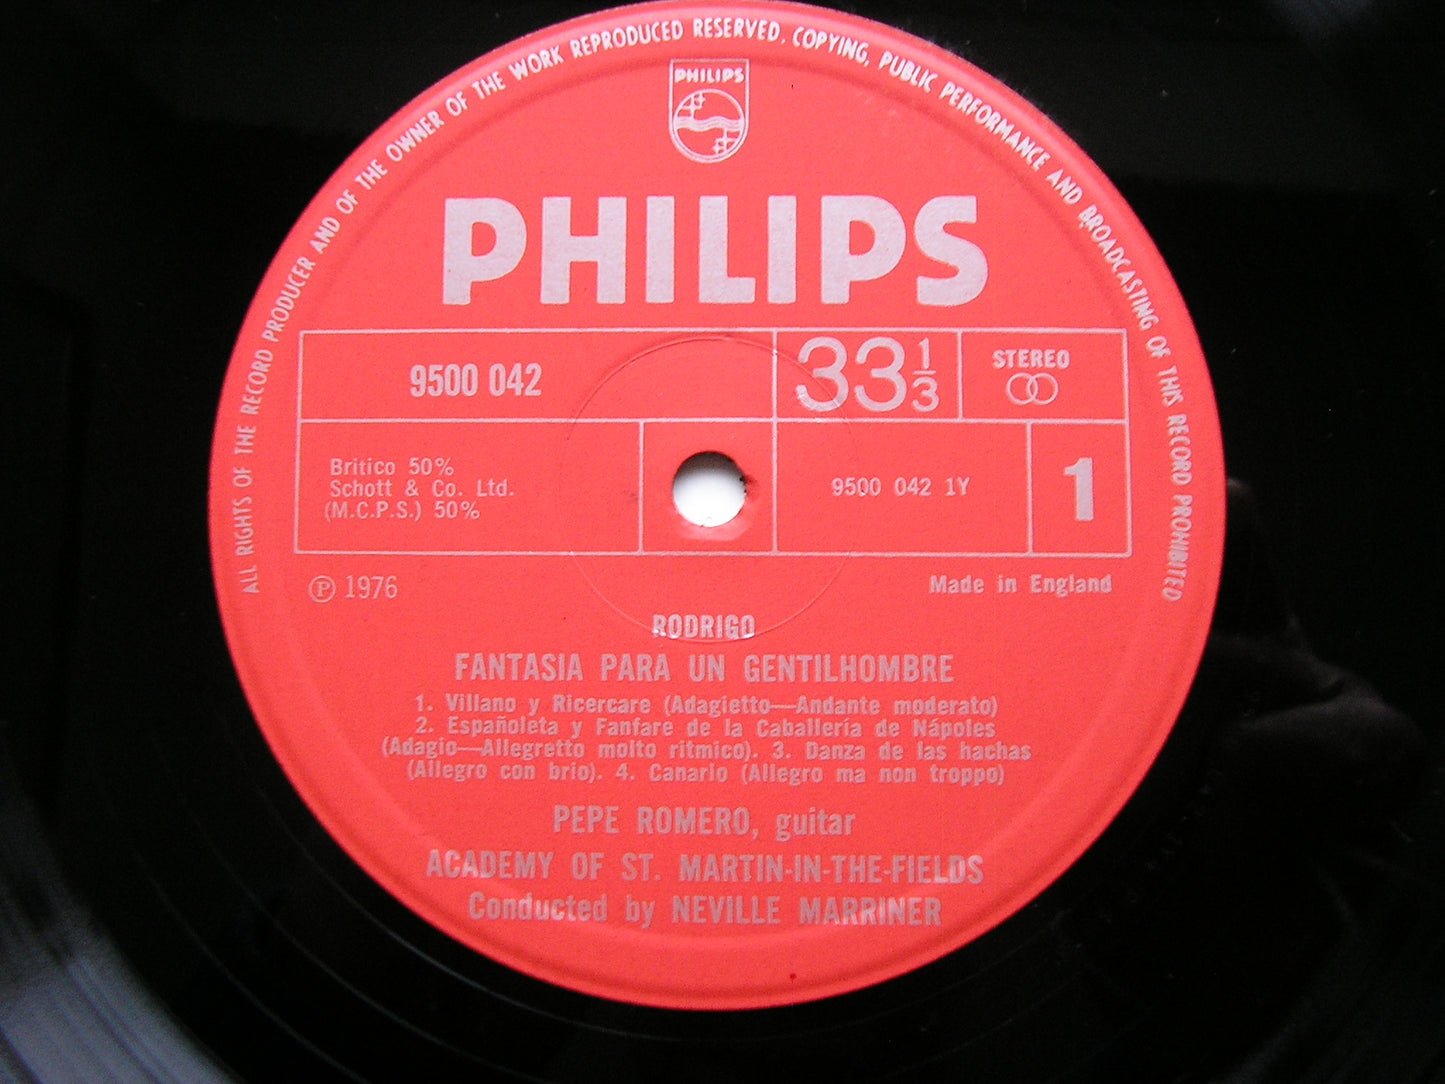 ALL RIGHTS OF THE RECORD PRODUCER AND OF THE OWNER OF THE WORK REPRODUCED RESERVED. COPYING, PUBLIC PERFORMANCE AND BROADCASTING OF THIS RECORD PROHIBITED
PHILIPS
PHILIPS
9500 042
33 1/3
STEREO
Britico 50%
Schott & Co. Ltd.
(M.C.P.S.) 50%
9500 042 1Y
1
℗ 1976
Made in England
RODRIGO
FANTASIA PARA UN GENTILHOMBRE
1. Villano y Ricercare (Adagietto—Andante moderato)
2. Españoleta y Fanfare de la Caballería de Nápoles
(Adagio—Allegretto molto ritmico). 3. Danza de las hachas
(Allegro con brio). 4. Canario (Allegro ma non troppo)
PEPE ROMERO, guitar
ACADEMY OF ST. MARTIN-IN-THE-FIELDS
Conducted by NEVILLE MARRINER